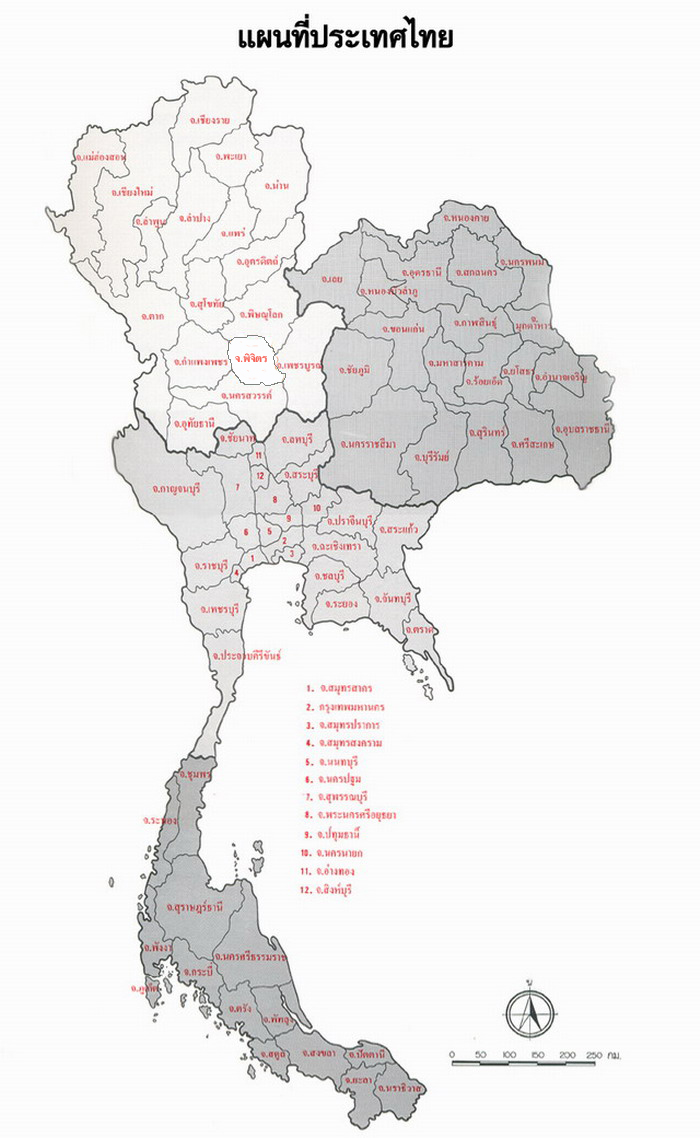 แผนที่ประเทศไทย
จ.เชียงราย
จ.แม่ฮ่องสอน
จ.พะเยา
จ.น่าน
จ.เชียงใหม่
จ.ลำพูน
จ.ลำปาง
จ.แพร่
จ.อุตรดิตถ์
จ.สุโขทัย
จ.ตาก
จ.พิษณุโลก
จ.กำแพงเพชร
จ.พิจิตร
จ.เพชรบูรณ์
จ.นครสวรรค์
จ.อุทัยธานี
จ.หนองคาย
จ.เลย
จ.หนองบัวลำภู
จ.อุดรธานี
จ.สกลนคร
จ.นครพนม
จ.ขอนแก่น
จ.กาฬสินธุ์
จ.
มุกดาหาร
จ.ชัยภูมิ
จ.มหาสารคาม
จ.ร้อยเอ็ด
จ.ยโสธร
จ.อำนาจเจริญ
จ.นครราชสีมา
จ.บุรีรัมย์
จ.สุรินทร์
จ.ศรีสะเกษ
จ.อุบลราชธานี
จ.ชัยนาท
จ.ลพบุรี
11
12
จ.สระบุรี
จ.กาญจนบุรี
7
8
10
9
จ.ปราจีนบุรี
จ.สระแก้ว
6
5
2
จ.ฉะเชิงเทรา
1
3
จ.ราชบุรี
4
จ.ชลบุรี
จ.เพชรบุรี
จ.ระยอง
จ.จันทบุรี
จ.ตราด
จ.ประจวบคีรีขันธ์
1. จ.สมุทรสาคร
2. กรุงเทพมหานคร
3. จ.สมุทรปราการ
4. จ.สมุทรสงคราม
5. จ.นนทบุรี
6. จ.นครปฐม
7. จ.สุพรรณบุรี
8. จ.พระนครศรีอยุธยา
9. จ.ปทุมธานี
10. จ.นครนายก
11. จ.อ่างทอง
12. จ.สิงห์บุรี
จ.ชุมพร
จ.ระนอง
จ.สุราษฎร์ธานี
จ.พังงา
จ.กระบี่
จ.นครศรีธรรมราช
จ.ภูเก็ต
จ.ตรัง
จ.พัทลุง
จ.สตูล
จ.สงขลา
จ.ปัตตานี
จ.ยะลา
จ.นราธิวาส
น
0 50 100 150 200 250 กม.